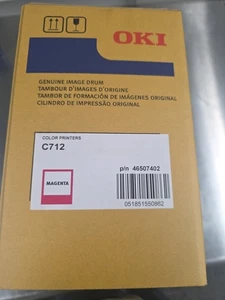 OKI
GENUINE IMAGE DRUM
TAMBOUR D'IMAGES D'ORIGINE
TAMBOR DE FORMACIÓN DE IMÁGENES ORIGINAL
CILINDRO DE IMPRESSÃO ORIGINAL
COLOR PRINTERS
C712
p/n 46507402
MAGENTA
051851550862